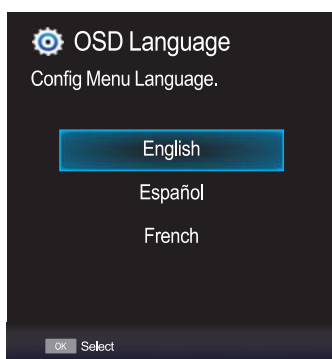 OSD Language
Config Menu Language.
English
Español
French
OK Select